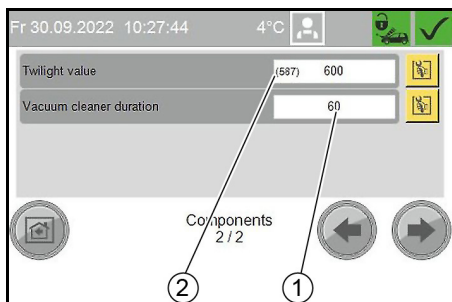 Fr 30.09.2022 10:27:44 4°C
Twilight value (587) 600
Vacuum cleaner duration 60
Components
2 / 2
2 1